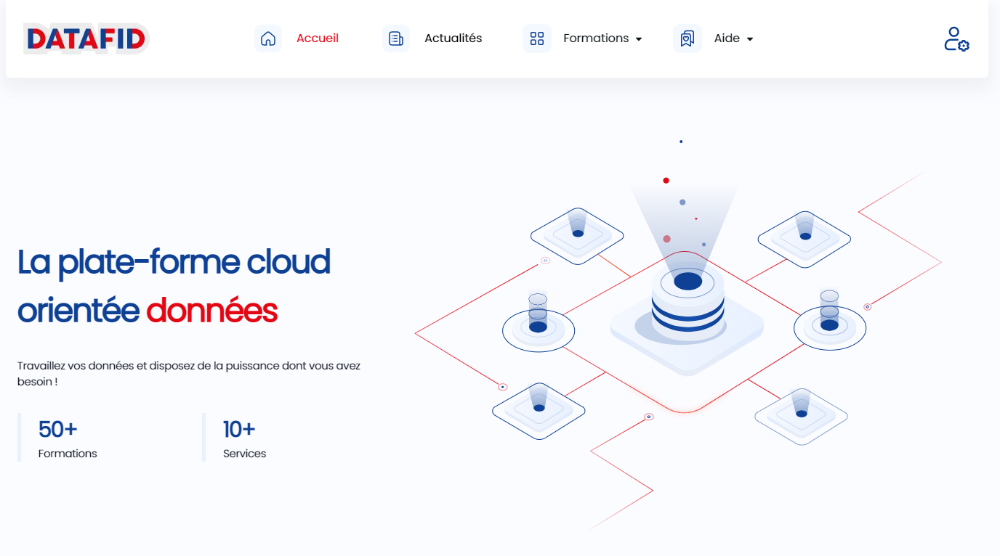 DATAFID
Accueil
Actualités
Formations
Aide
La plate-forme cloud
orientée données
Travaillez vos données et disposez de la puissance dont vous avez
besoin !
50+
Formations
10+
Services